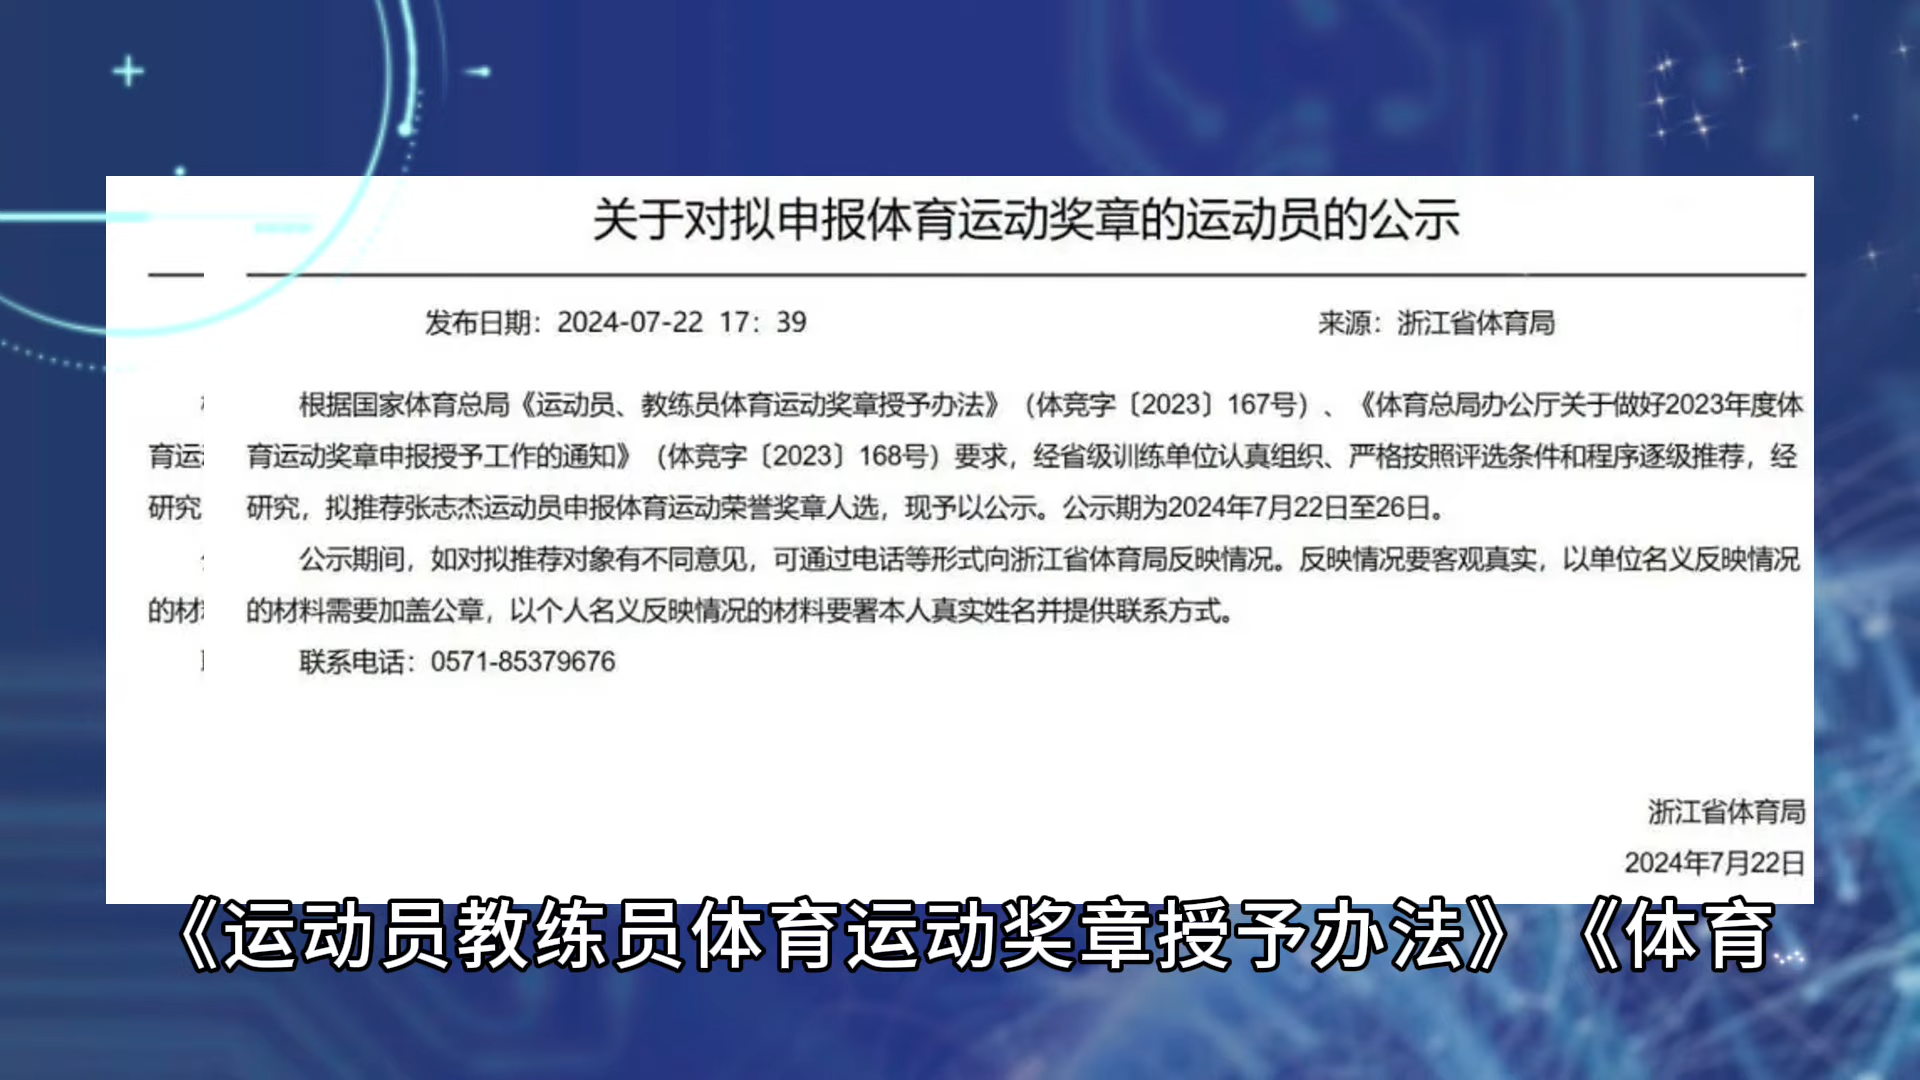 关于对拟申报体育运动奖章的运动员的公示
发布日期：2024-07-22 17：39
来源：浙江省体育局
根据国家体育总局《运动员、教练员体育运动奖章授予办法》（体竞字〔2023〕167号）、《体育总局办公厅关于做好2023年度体
育运动奖章申报授予工作的通知》（体竞字〔2023〕168号）要求，经省级训练单位认真组织、严格按照评选条件和程序逐级推荐，经
研究，拟推荐张志杰运动员申报体育运动荣誉奖章人选，现予以公示。公示期为2024年7月22日至26日。
公示期间，如对拟推荐对象有不同意见，可通过电话等形式向浙江省体育局反映情况。反映情况要客观真实，以单位名义反映情况
的材料需要加盖公章，以个人名义反映情况的材料要署本人真实姓名并提供联系方式。
联系电话：0571-85379676
育运
研究
的材
浙江省体育局
2024年7月22日
《运动员教练员体育运动奖章授予办法》《体育